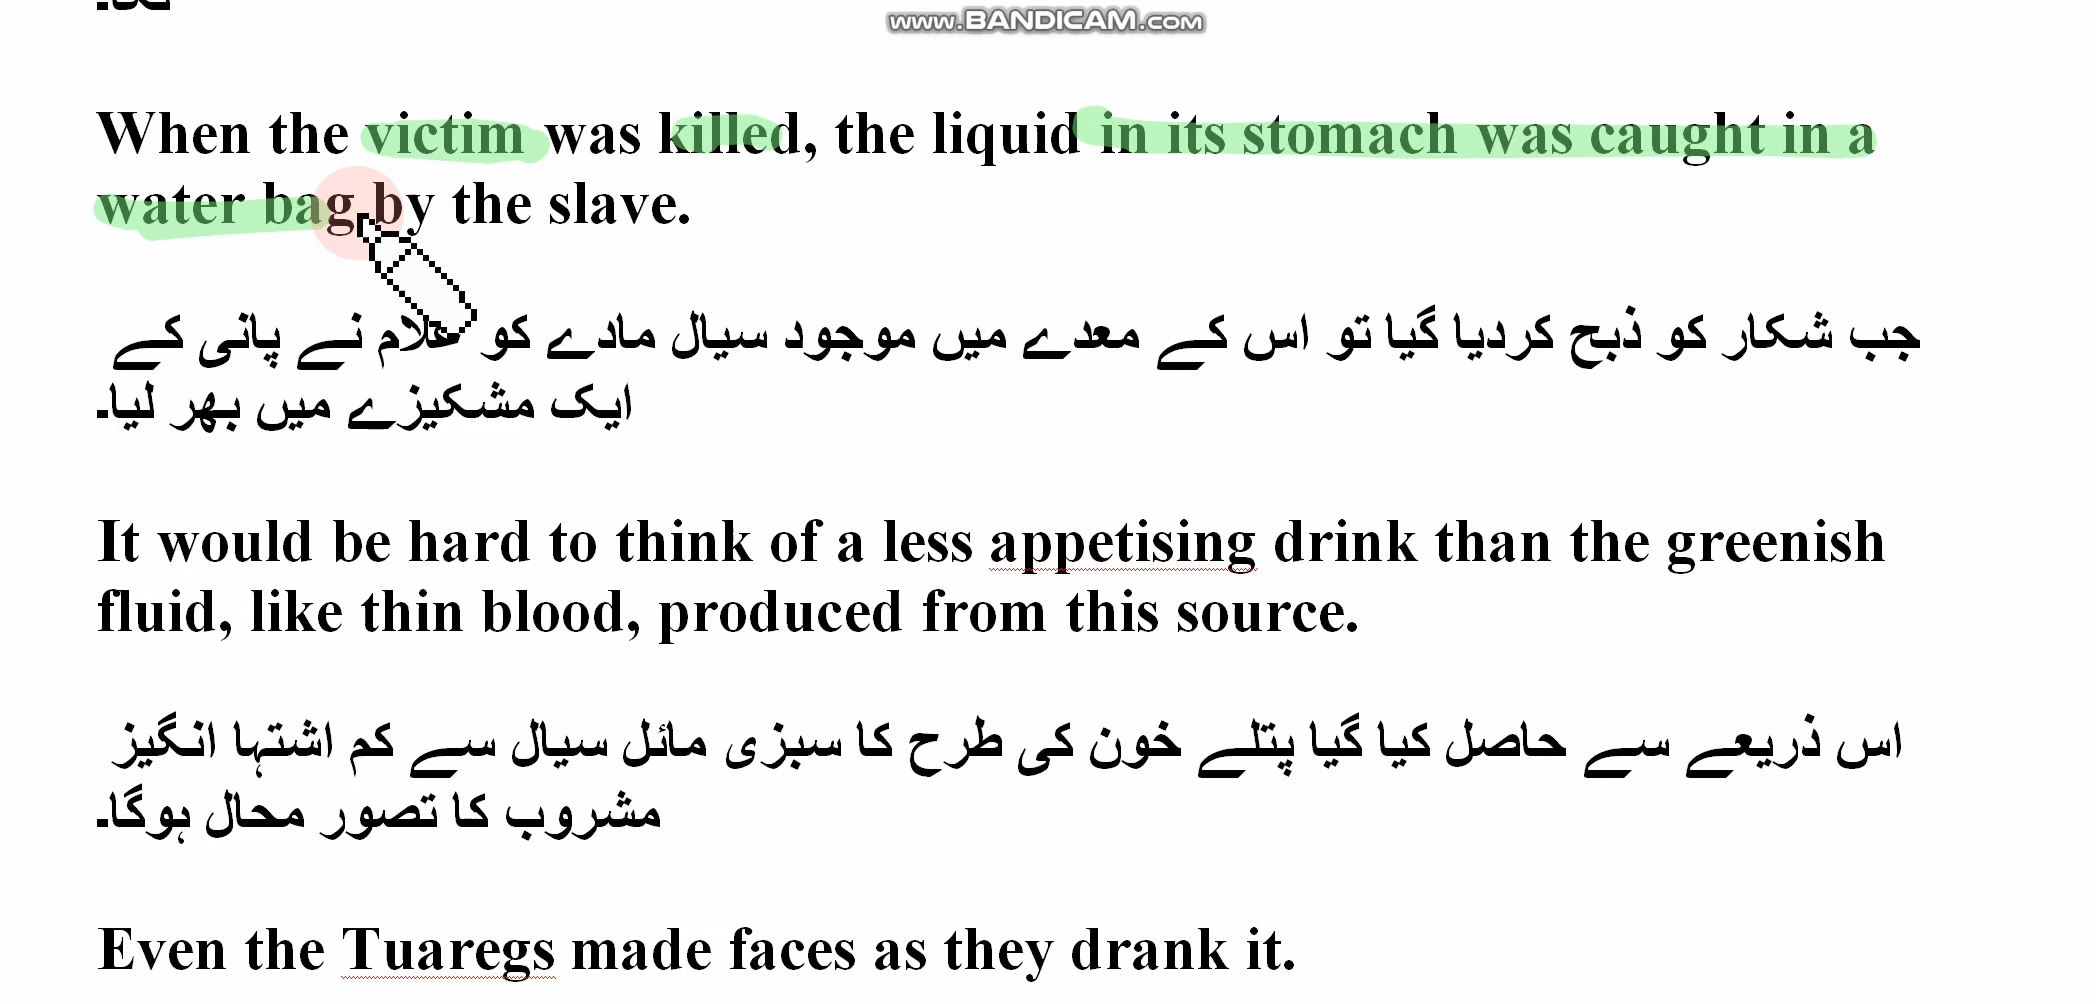 www.BANDICAM.com
When the victim was killed, the liquid in its stomach was caught in a
water bag by the slave.
جب شکار کو ذبح کردیا گیا تو اس کے معدے میں موجود سیال مادے کو غلام نے پانی کے
ایک مشکیزے میں بھر لیا۔
It would be hard to think of a less appetising drink than the greenish
fluid, like thin blood, produced from this source.
اس ذریعے سے حاصل کیا گیا پتلے خون کی طرح کا سبزی مائل سیال سے کم اشتہا انگیز
مشروب کا تصور محال ہوگا۔
Even the Tuaregs made faces as they drank it.